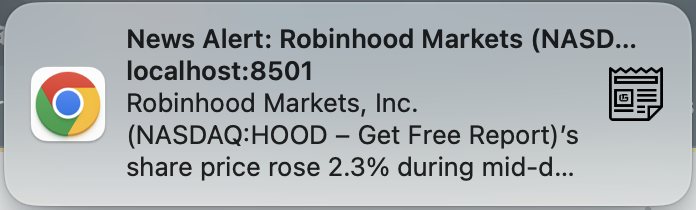 News Alert: Robinhood Markets (NASD...
localhost:8501
Robinhood Markets, Inc.
(NASDAQ:HOOD – Get Free Report)’s
share price rose 2.3% during mid-d...